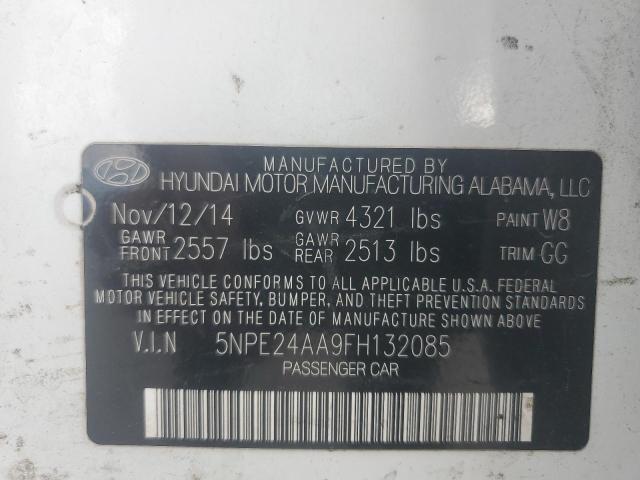 MANUFACTURED BY
HYUNDAI MOTOR MANUFACTURING ALABAMA, LLC
Nov/12/14 GVWR 4321 lbs PAINT W8
GAWR FRONT 2557 lbs GAWR REAR 2513 lbs TRIM GG
THIS VEHICLE CONFORMS TO ALL APPLICABLE U.S.A. FEDERAL
MOTOR VEHICLE SAFETY, BUMPER, AND THEFT PREVENTION STANDARDS
IN EFFECT ON THE DATE OF MANUFACTURE SHOWN ABOVE.
V.I.N 5NPE24AA9FH132085
PASSENGER CAR